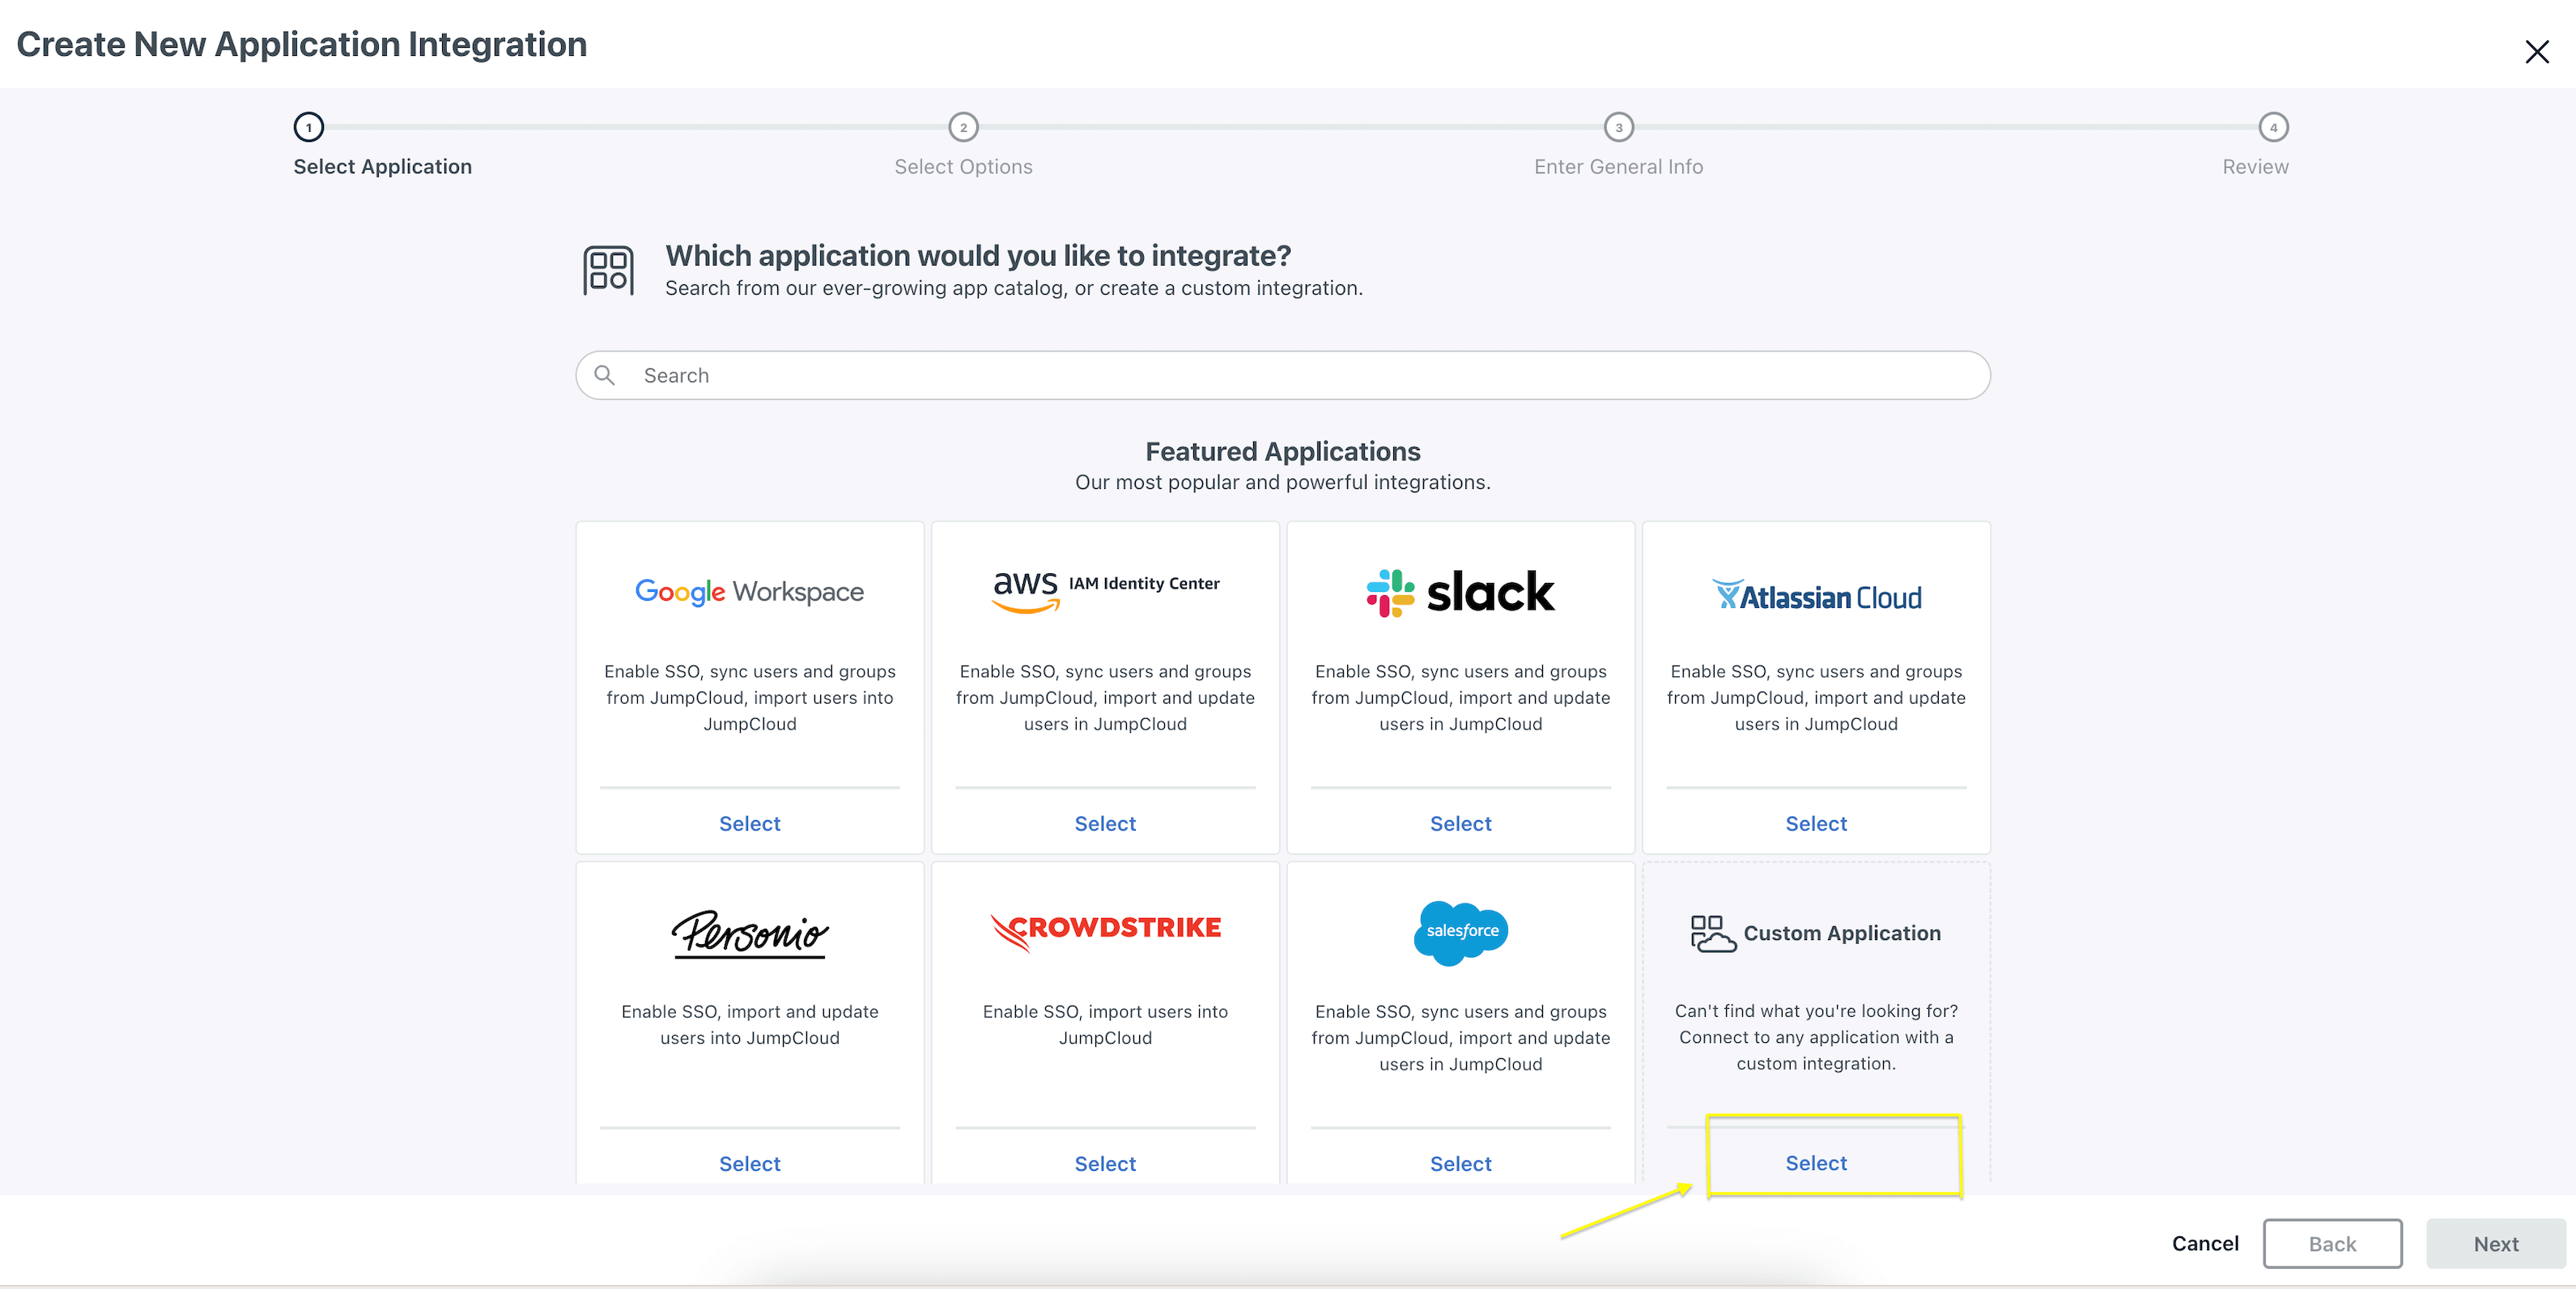 Create New Application Integration
1
2
3
4
Select Application
Select Options
Enter General Info
Review
Which application would you like to integrate?
Search from our ever-growing app catalog, or create a custom integration.
Search
Featured Applications
Our most popular and powerful integrations.
Google Workspace
Enable SSO, sync users and groups
from JumpCloud, import users into
JumpCloud
Select
aws IAM Identity Center
Enable SSO, sync users and groups
from JumpCloud, import and update
users in JumpCloud
Select
slack
Enable SSO, sync users and groups
from JumpCloud, import and update
users in JumpCloud
Select
Atlassian Cloud
Enable SSO, sync users and groups
from JumpCloud, import and update
users in JumpCloud
Select
Personio
Enable SSO, import and update
users into JumpCloud
Select
CROWDSTRIKE
Enable SSO, import users into
JumpCloud
Select
salesforce
Enable SSO, sync users and groups
from JumpCloud, import and update
users in JumpCloud
Select
Custom Application
Can't find what you're looking for?
Connect to any application with a
custom integration.
Select
Cancel
Back
Next